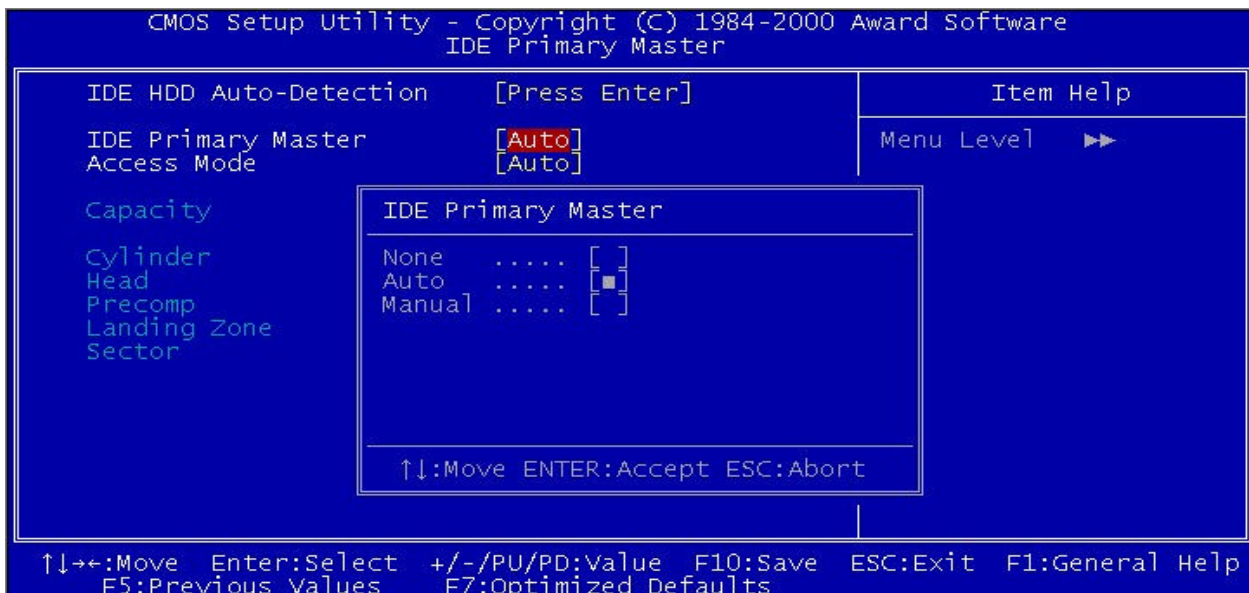 CMOS Setup Utility - Copyright (C) 1984-2000 Award Software
IDE Primary Master
IDE HDD Auto-Detection [Press Enter]
Item Help
IDE Primary Master [Auto]
Menu Level ▶▶
Access Mode [Auto]
Capacity
Cylinder
Head
Precomp
Landing Zone
Sector
IDE Primary Master
None ..... [ ]
Auto ..... [■]
Manual ..... [ ]
↑↓:Move ENTER:Accept ESC:Abort
↑↓→←:Move Enter:Select +/-/PU/PD:Value F10:Save ESC:Exit F1:General Help
F5:Previous Values F7:Optimized Defaults